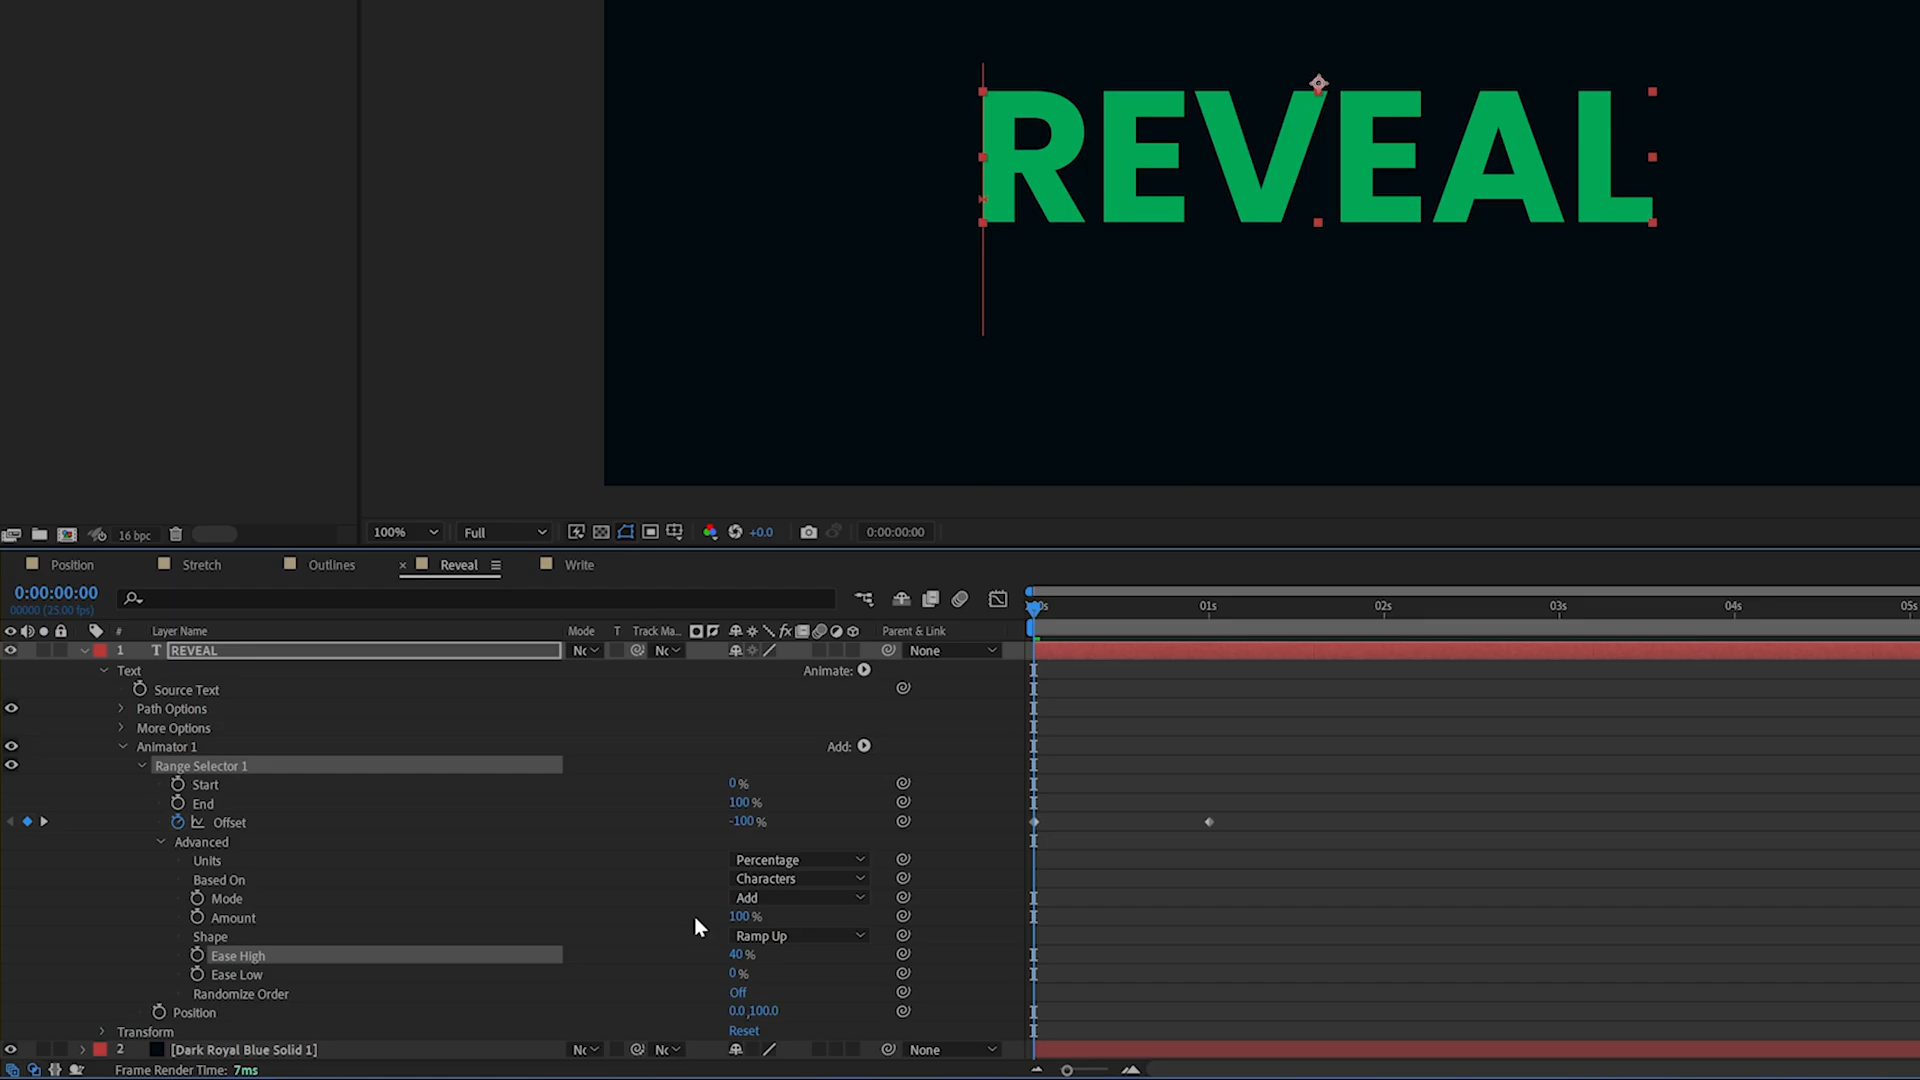 REVEAL
16 bpc
100%
Full
+0.0
0:00:00:00
Position
Stretch
Outlines
× Reveal
Write
0:00:00:00
00000 (25.00 fps)
01s
02s
03s
04s
05s
#
Layer Name
Mode
T
Track Ma...
fx
Parent & Link
1
T
REVEAL
None
Text
Animate:
Source Text
Path Options
More Options
Animator 1
Add:
Range Selector 1
Start
0 %
End
100 %
Offset
-100 %
Advanced
Units
Percentage
Based On
Characters
Mode
Add
Amount
100 %
Shape
Ramp Up
Ease High
40 %
Ease Low
0 %
Randomize Order
Off
Position
0.0 ,100.0
Transform
Reset
2
[Dark Royal Blue Solid 1]
None
Frame Render Time: 7ms